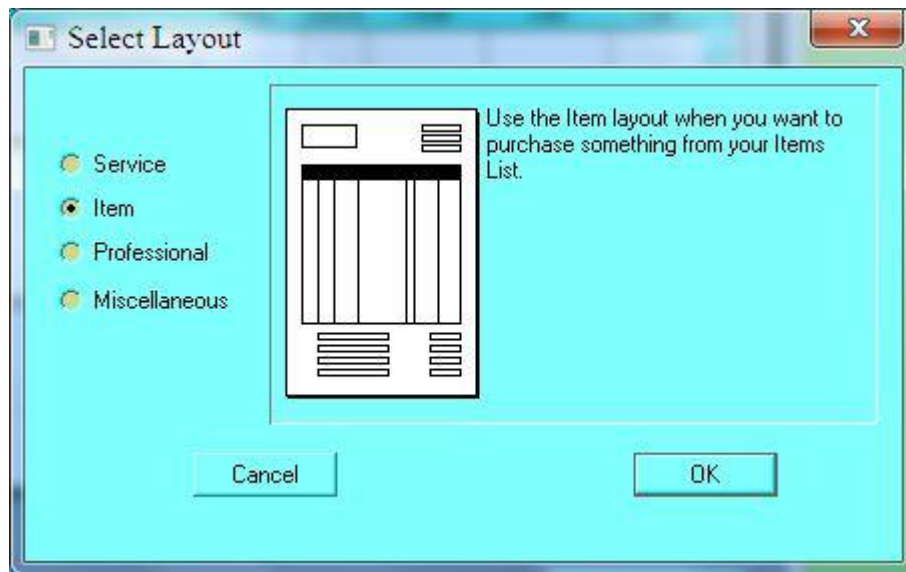 Select Layout
Service
Item
Professional
Miscellaneous
Use the Item layout when you want to
purchase something from your Items
List.
Cancel
OK